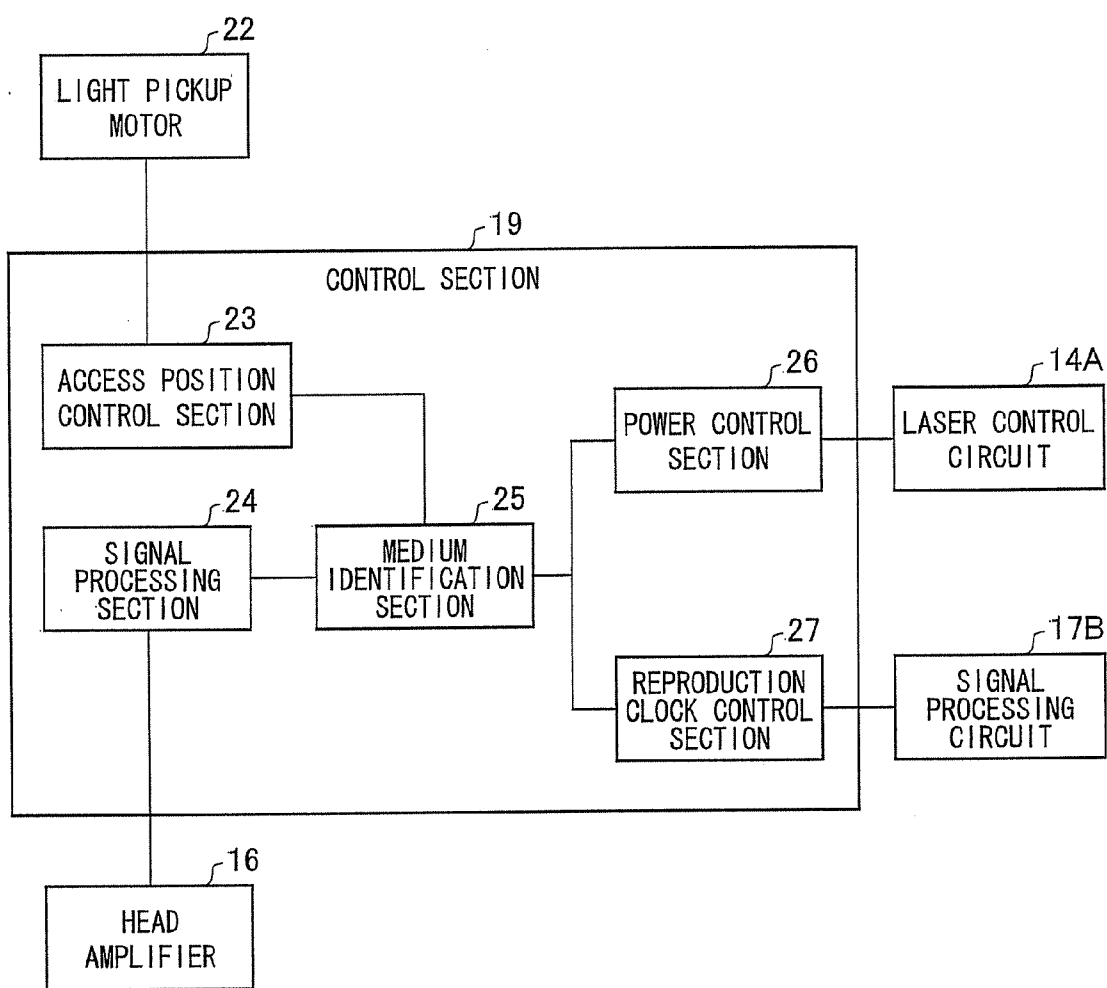 22
LIGHT PICKUP
MOTOR
19
CONTROL SECTION
23
ACCESS POSITION
CONTROL SECTION
26
POWER CONTROL
SECTION
14A
LASER CONTROL
CIRCUIT
24
SIGNAL
PROCESSING
SECTION
25
MEDIUM
IDENTIFICATION
SECTION
27
REPRODUCTION
CLOCK CONTROL
SECTION
17B
SIGNAL
PROCESSING
CIRCUIT
16
HEAD
AMPLIFIER